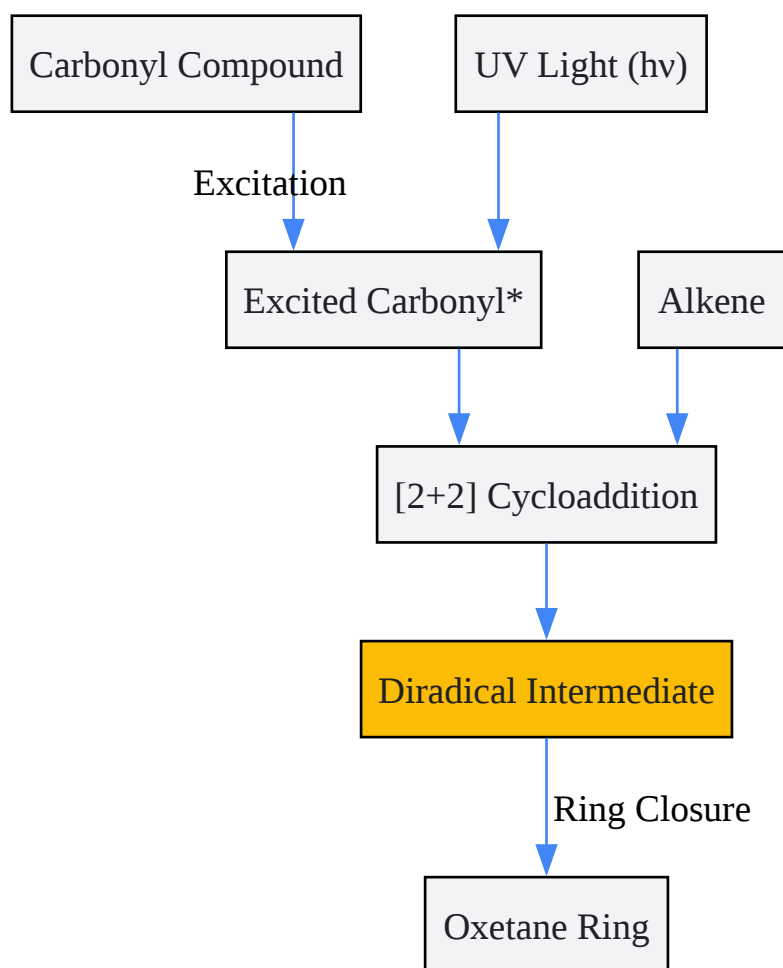 Carbonyl Compound
UV Light (hν)
Excitation
Excited Carbonyl*
Alkene
[2+2] Cycloaddition
Diradical Intermediate
Ring Closure
Oxetane Ring